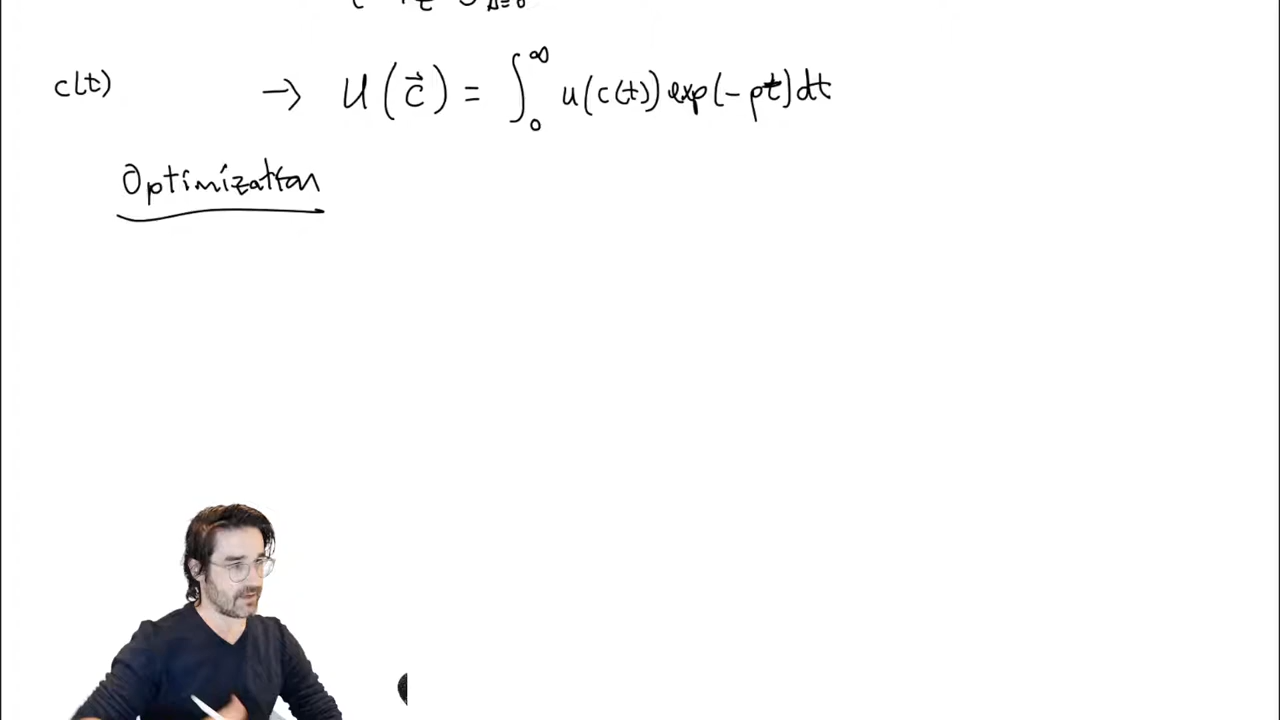 c(t) → U(c⃗) = ∫₀^∞ u(c(t)) exp(-ρt) dt
Optimization